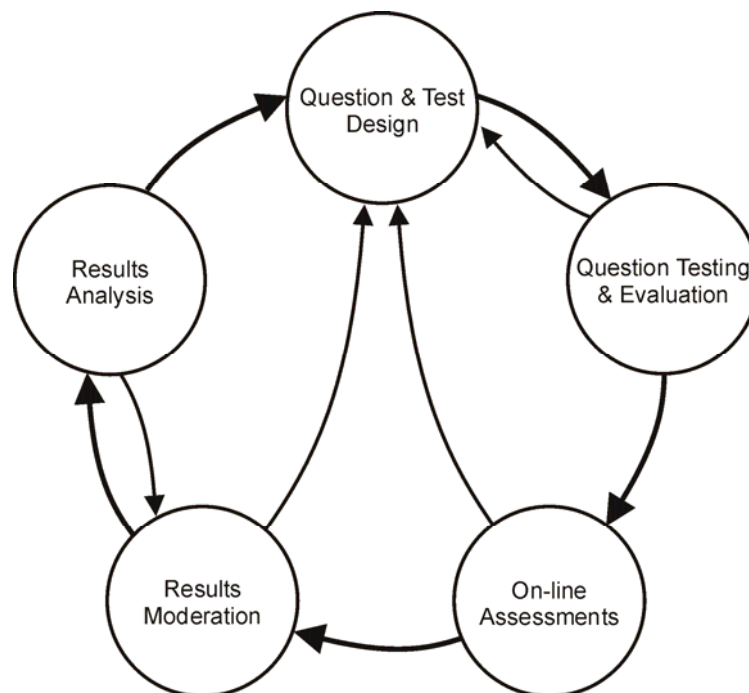 Question & Test
Design
Question Testing
& Evaluation
On-line
Assessments
Results
Moderation
Results
Analysis